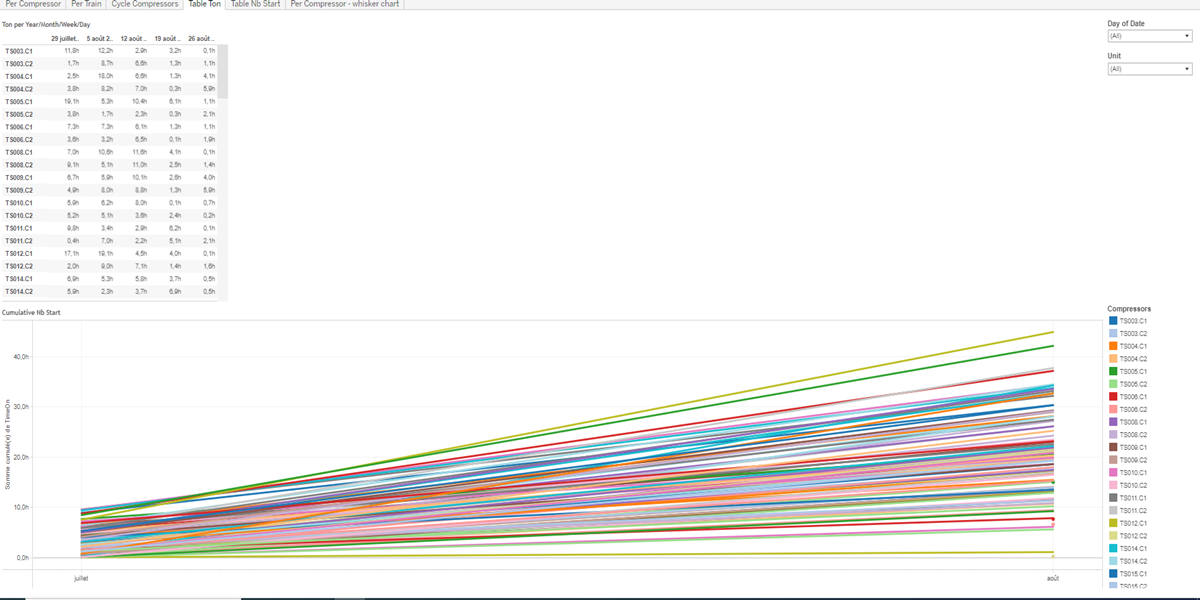 Per Compressor Per Train Cycle Compressors Table Ton Table Nb Start Per Compressor - whisker chart
Ton per Year/Month/Week/Day
29 juillet.. 5 août 2.. 12 août .. 19 août .. 26 août ..
TS003.C1 11,8h 12,2h 2,9h 3,2h 0,1h
TS003.C2 1,7h 8,7h 6,6h 1,3h 1,1h
TS004.C1 2,5h 18,0h 6,6h 1,3h 4,1h
TS004.C2 3,8h 8,2h 7,0h 0,3h 5,9h
TS005.C1 19,1h 5,3h 10,4h 6,1h 1,1h
TS005.C2 3,8h 1,7h 2,3h 0,3h 2,1h
TS006.C1 7,3h 7,3h 6,1h 1,3h 1,1h
TS006.C2 3,6h 3,2h 6,5h 0,1h 1,9h
TS008.C1 7,0h 10,6h 11,6h 4,1h 0,1h
TS008.C2 9,1h 5,1h 11,0h 2,5h 1,4h
TS009.C1 6,7h 5,9h 10,1h 2,6h 4,0h
TS009.C2 4,9h 8,0h 8,8h 1,3h 5,9h
TS010.C1 5,9h 6,2h 8,0h 0,1h 0,7h
TS010.C2 5,2h 5,1h 3,6h 2,4h 0,2h
TS011.C1 9,8h 3,4h 2,9h 6,2h 0,1h
TS011.C2 0,4h 7,0h 2,2h 5,1h 2,1h
TS012.C1 17,1h 19,1h 4,5h 4,0h 0,1h
TS012.C2 2,0h 9,0h 7,1h 1,4h 1,6h
TS014.C1 6,9h 5,3h 5,8h 3,7h 0,5h
TS014.C2 5,9h 2,3h 3,7h 6,9h 0,5h
Day of Date
(All)
Unit
(All)
Cumulative Nb Start
Somme cumulé(e) de TimeOn
40,0h
30,0h
20,0h
10,0h
0,0h
juillet août
Compressors
TS003.C1
TS003.C2
TS004.C1
TS004.C2
TS005.C1
TS005.C2
TS006.C1
TS006.C2
TS008.C1
TS008.C2
TS009.C1
TS009.C2
TS010.C1
TS010.C2
TS011.C1
TS011.C2
TS012.C1
TS012.C2
TS014.C1
TS014.C2
TS015.C1
TS015.C2